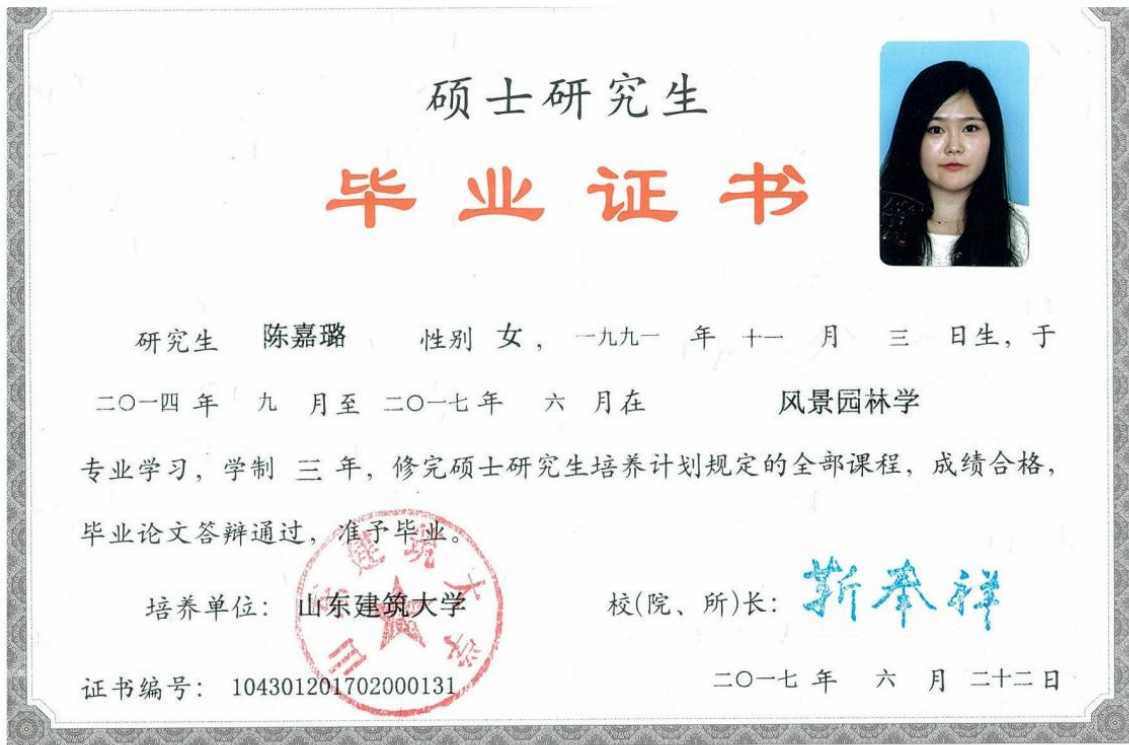 硕士研究生
毕业证书
研究生 陈嘉璐 性别 女, 一九九一 年 十一 月 三 日生, 于
二〇一四 年 九 月至 二〇一七 年 六 月在 风景园林学
专业学习, 学制 三 年, 修完硕士研究生培养计划规定的全部课程, 成绩合格,
毕业论文答辩通过, 准予毕业。
培养单位: 山东建筑大学 校(院、所)长: 靳奉祥
山东建筑大学
证书编号: 104301201702000131 二〇一七 年 六 月 二十二 日